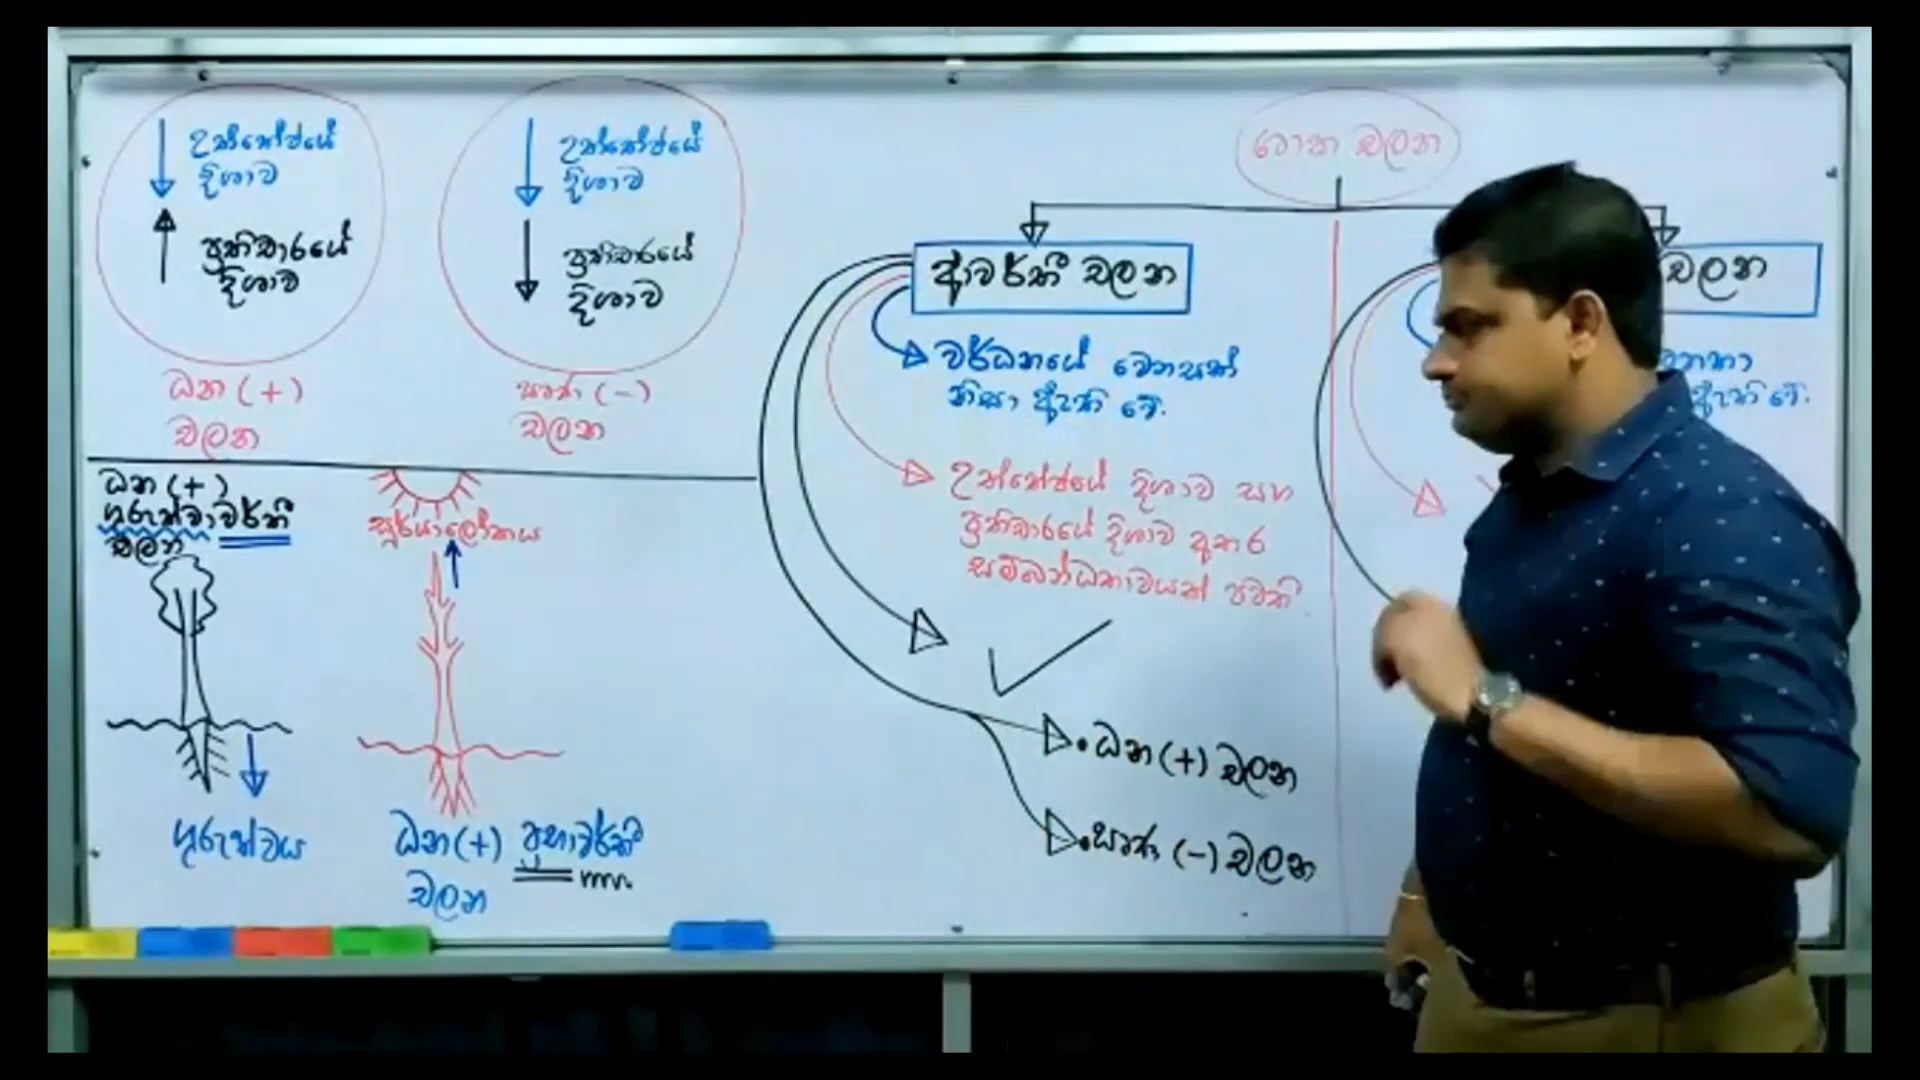 උත්තේජයේ
දිශාව
ප්‍රතිචාරයේ
දිශාව
ධන (+)
චලන
උත්තේජයේ
දිශාව
ප්‍රතිචාරයේ
දිශාව
සෘණ (-)
චලන
ධන (+)
ගුරුත්වාවර්තී
චලන
ගුරුත්වය
සූර්යාලෝකය
ධන (+) ප්‍රභාවර්තී
චලන
ශාක චලන
ආවර්තී චලන
වර්ධනයේ වෙනසක්
නිසා ඇති වේ.
උත්තේජයේ දිශාව සහ
ප්‍රතිචාරයේ දිශාව අතර
සම්බන්ධතාවයක් පවතී
• ධන (+) චලන
• සෘණ (-) චලන
චලන
ඇති වේ.